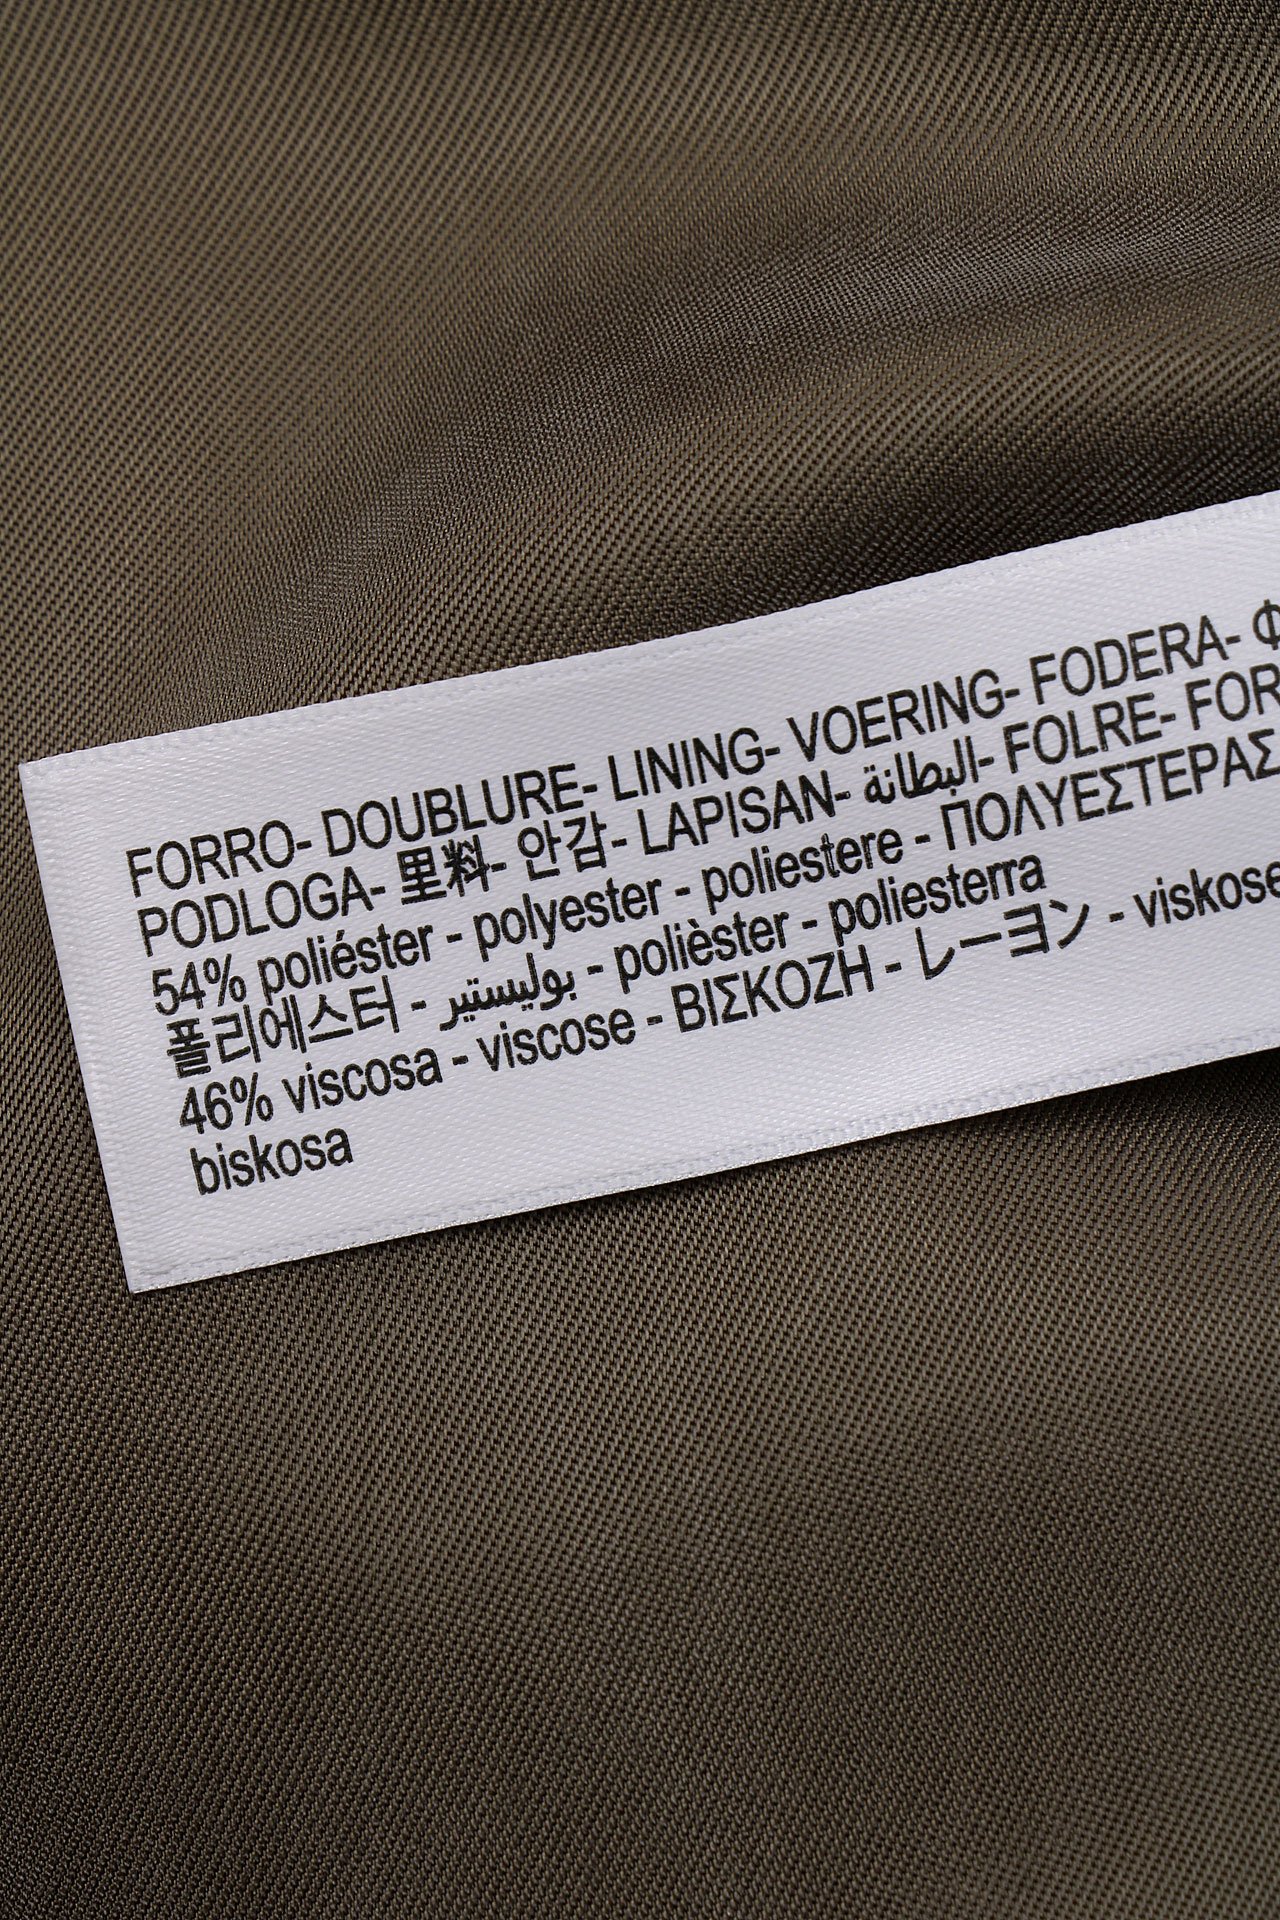 FORRO- DOUBLURE- LINING- VOERING- FODERA-
PODLOGA- 里料- 안감- LAPISAN- البطانة- FOLRE- FOR
54% poliéster - polyester - poliestere - ΠΟΛΥΕΣΤΕΡΑΣ
폴리에스터 - بوليستير - polièster - poliesterra
46% viscosa - viscose - ΒΙΣΚΟΖΗ - レーヨン - viskose
biskosa